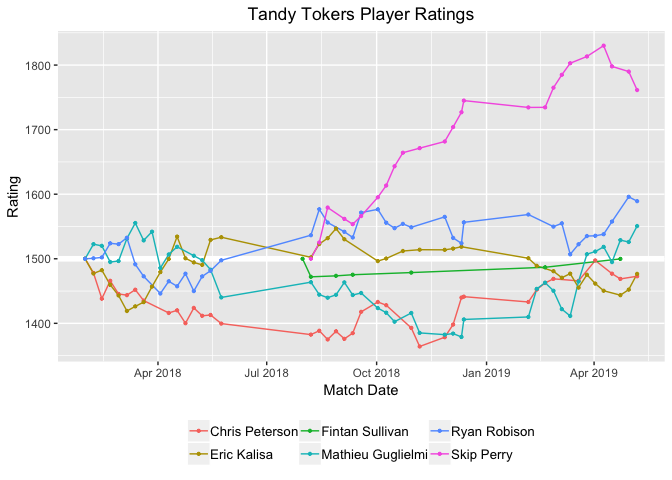 Tandy Tokers Player Ratings
Rating
1800
1700
1600
1500
1400
Apr 2018 Jul 2018 Oct 2018 Jan 2019 Apr 2019
Match Date
Chris Peterson Fintan Sullivan Ryan Robison
Eric Kalisa Mathieu Guglielmi Skip Perry